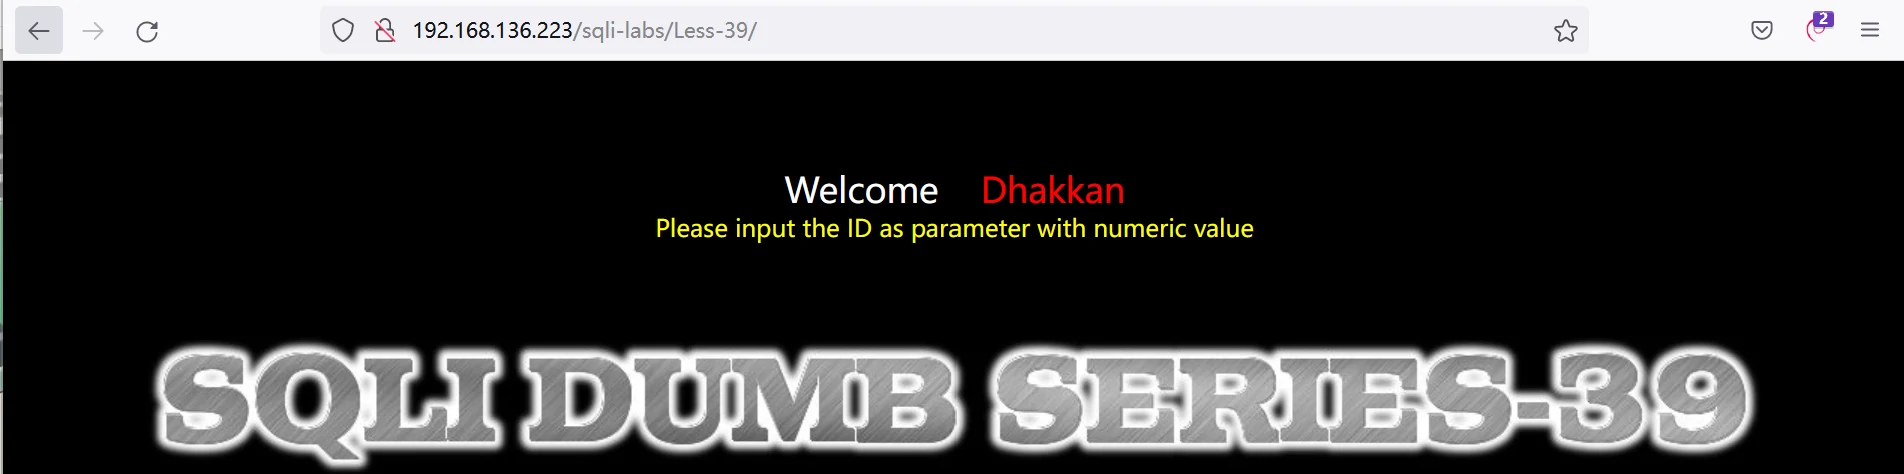 192.168.136.223/sqli-labs/Less-39/
2
Welcome Dhakkan
Please input the ID as parameter with numeric value
SQLI DUMB SERIES-39